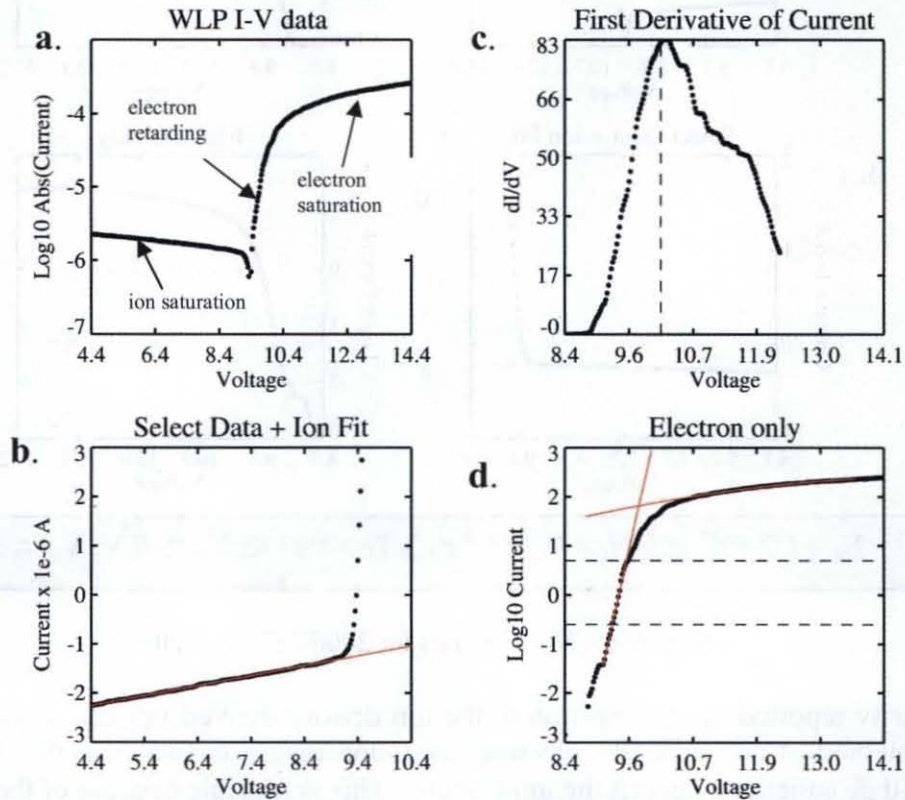 a.
WLP I-V data
Log10 Abs(Current)
-4
-5
-6
-7
electron
retarding
electron
saturation
ion saturation
4.4 6.4 8.4 10.4 12.4 14.4
Voltage
c.
First Derivative of Current
dI/dV
83
66
50
33
17
-0
8.4 9.6 10.7 11.9 13.0 14.1
Voltage
b.
Select Data + Ion Fit
Current x 1e-6 A
3
2
1
0
-1
-2
-3
4.4 5.4 6.4 7.4 8.4 9.4 10.4
Voltage
d.
Electron only
Log10 Current
3
2
1
0
-1
-2
-3
8.4 9.6 10.7 11.9 13.0 14.1
Voltage